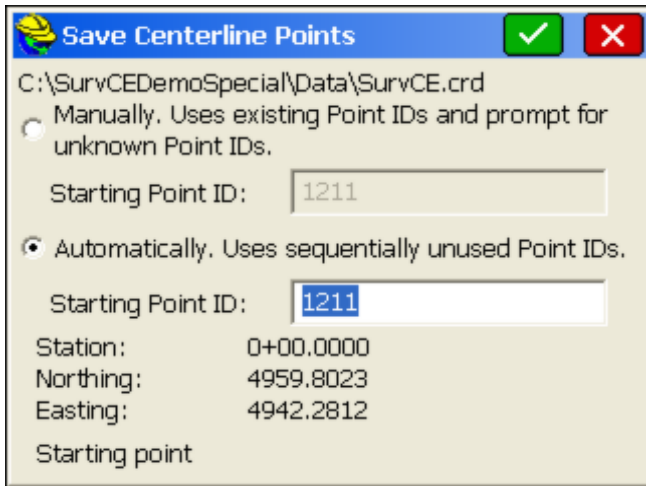 Save Centerline Points
C:\SurvCEDemoSpecial\Data\SurvCE.crd
Manually. Uses existing Point IDs and prompt for
unknown Point IDs.
Starting Point ID: 1211
Automatically. Uses sequentially unused Point IDs.
Starting Point ID: 1211
Station: 0+00.0000
Northing: 4959.8023
Easting: 4942.2812
Starting point